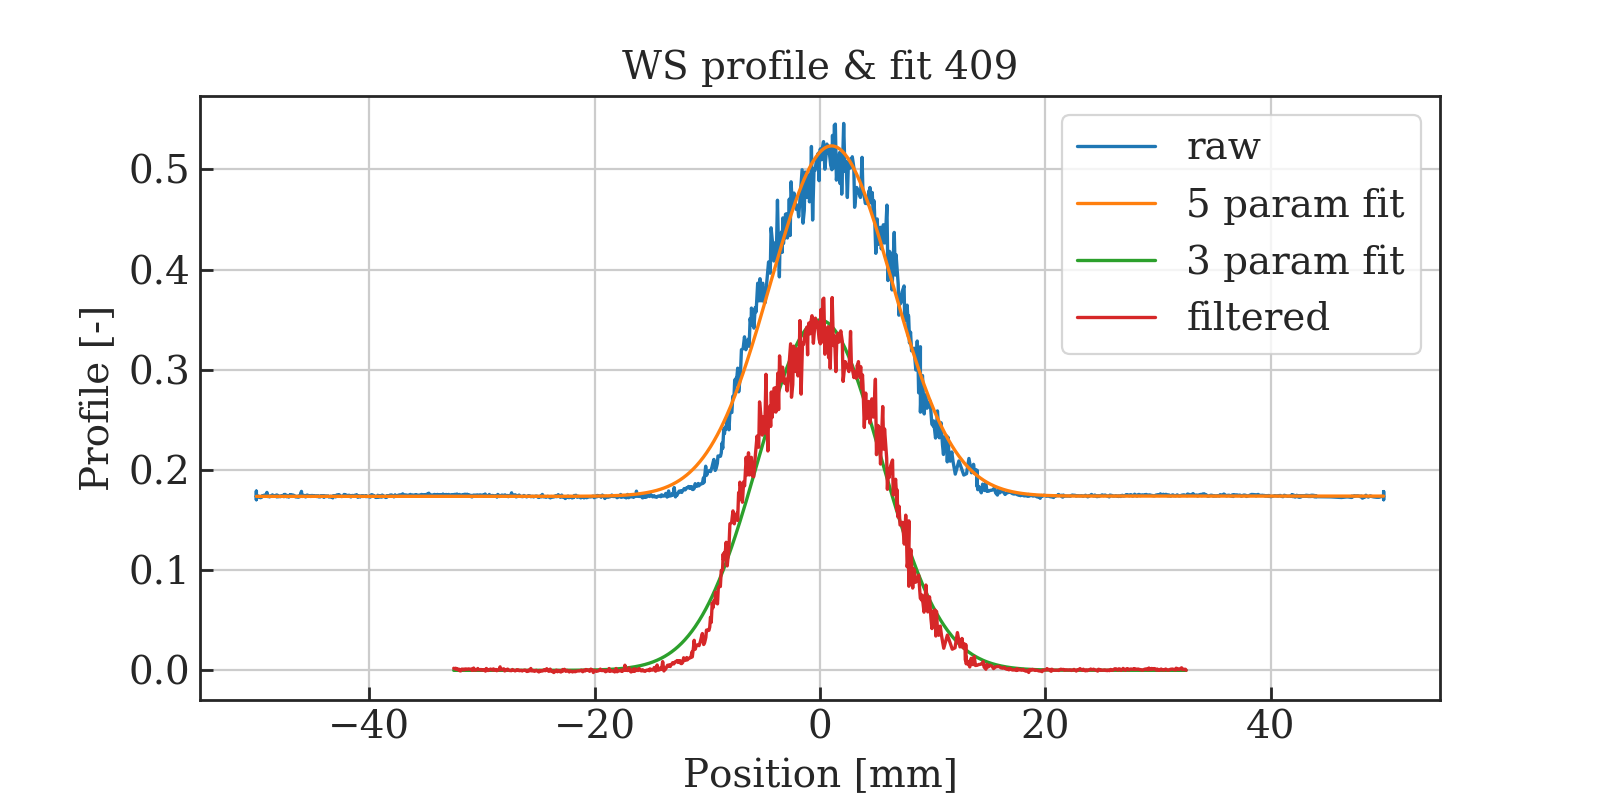 WS profile & fit 409
raw
5 param fit
3 param fit
filtered
Profile [-]
0.5
0.4
0.3
0.2
0.1
0.0
−40
−20
0
20
40
Position [mm]